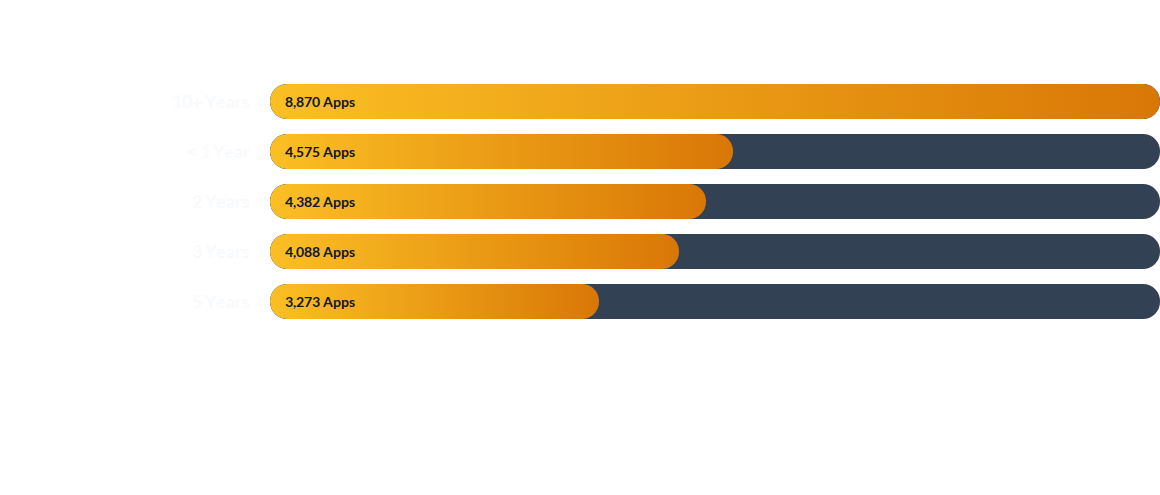 10+ Years 8,870 Apps
< 1 Year 4,575 Apps
2 Years 4,382 Apps
3 Years 4,088 Apps
5 Years 3,273 Apps